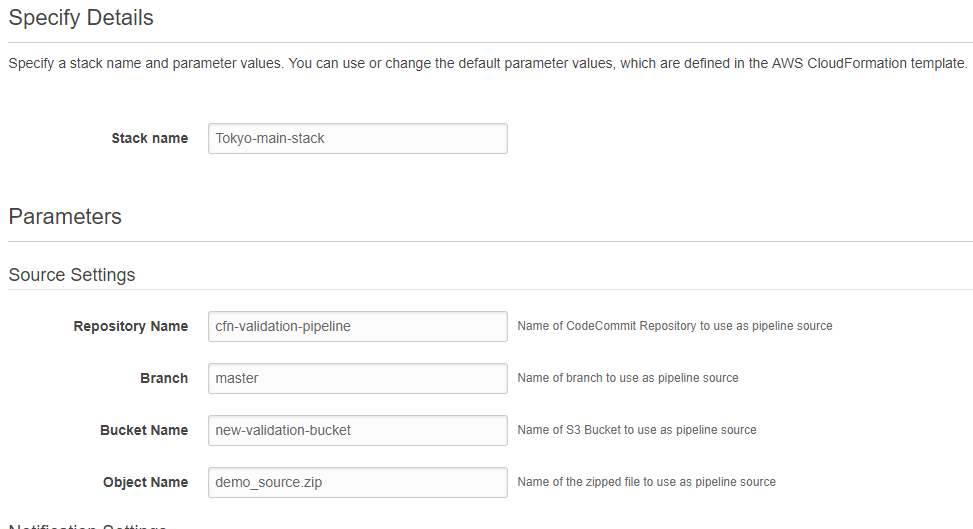 Specify Details
Specify a stack name and parameter values. You can use or change the default parameter values, which are defined in the AWS CloudFormation template.
Stack name Tokyo-main-stack
Parameters
Source Settings
Repository Name cfn-validation-pipeline Name of CodeCommit Repository to use as pipeline source
Branch master Name of branch to use as pipeline source
Bucket Name new-validation-bucket Name of S3 Bucket to use as pipeline source
Object Name demo_source.zip Name of the zipped file to use as pipeline source
Notification Settings